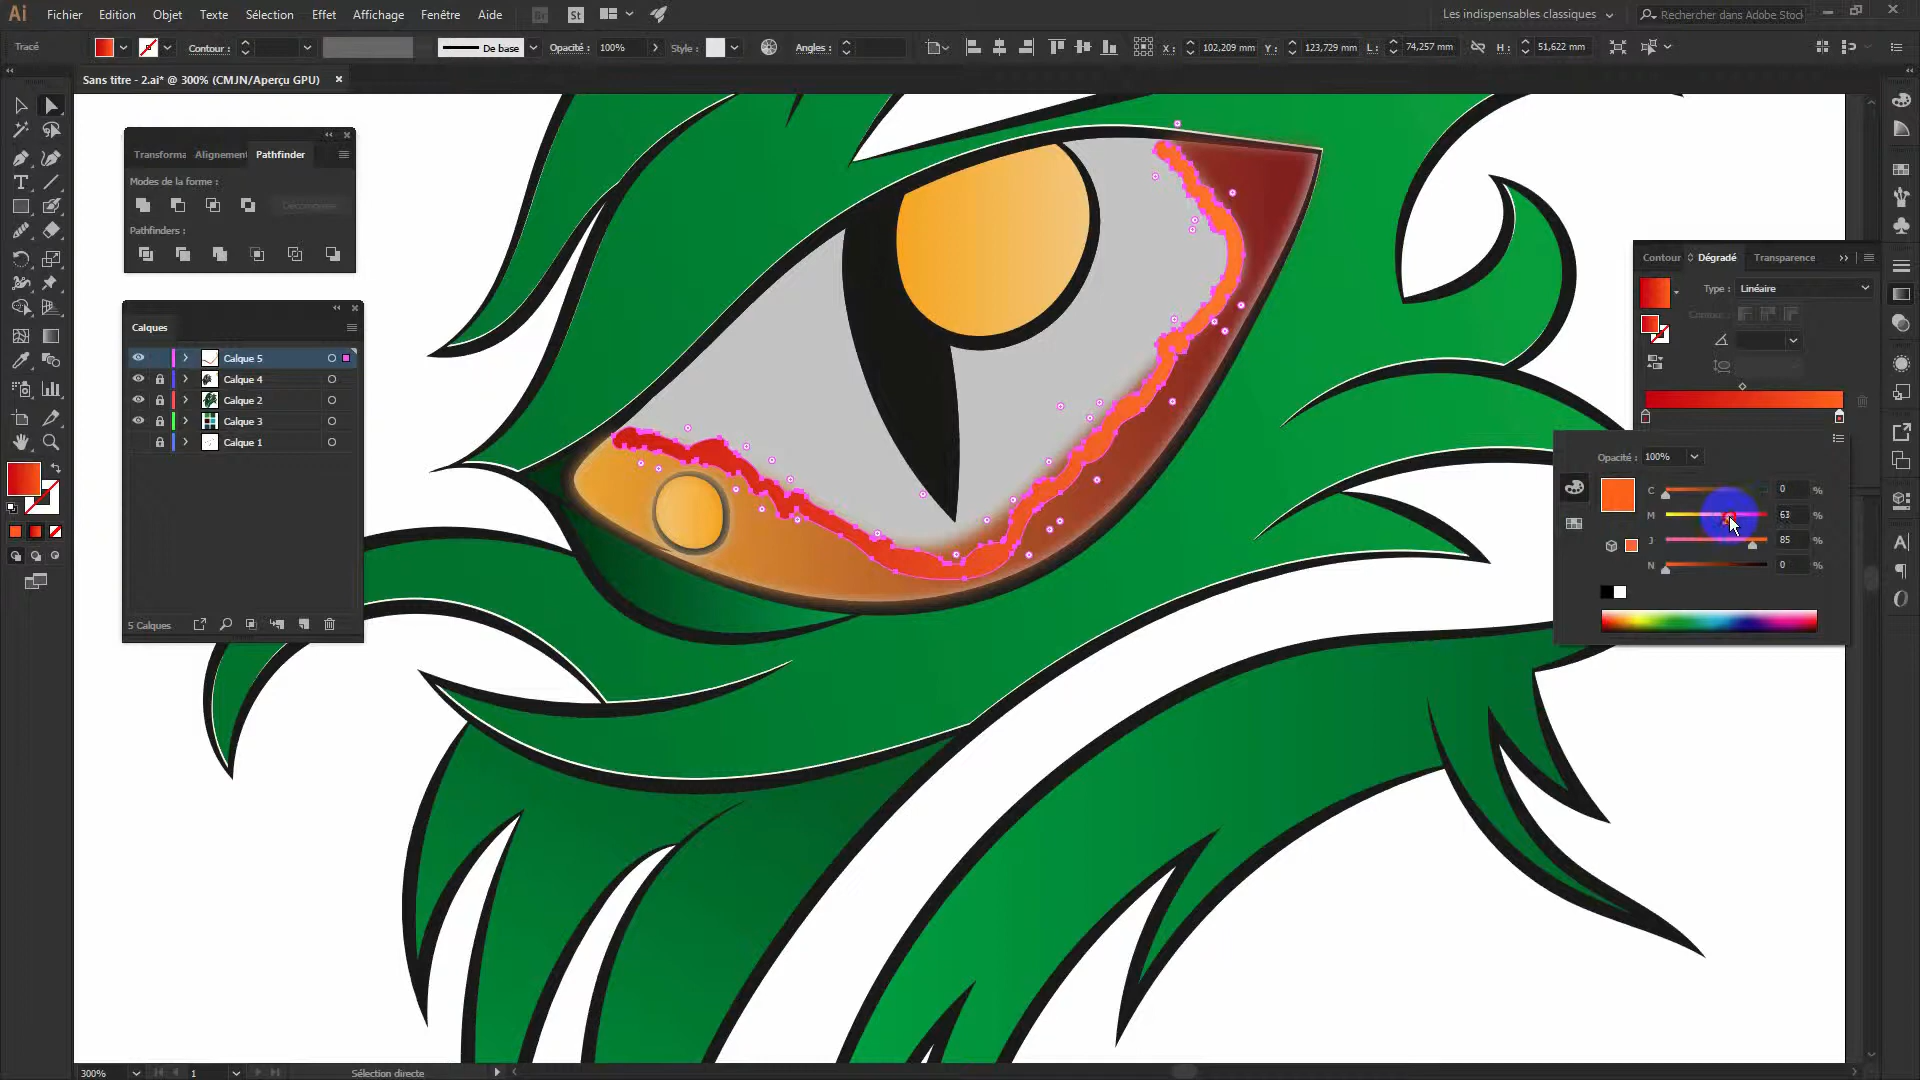 Ai Fichier Edition Objet Texte Sélection Effet Affichage Fenêtre Aide Br St Les indispensables classiques Rechercher dans Adobe Stock
Tracé Contour : De base Opacité : 100% Style : Angles : X : 102,209 mm Y : 123,729 mm L : 74,257 mm H : 51,622 mm
Sans titre - 2.ai* @ 300% (CMJN/Aperçu GPU)
Transforma Alignement Pathfinder
Modes de la forme :
Décomposer
Pathfinders :
Contour Dégradé Transparence
Type : Linéaire
Contour :
Calques
Calque 5
Calque 4
Calque 2
Calque 3
Calque 1
5 Calques
Opacité : 100%
C 0 %
M 63 %
J 85 %
N 0 %
300% 1 Sélection directe